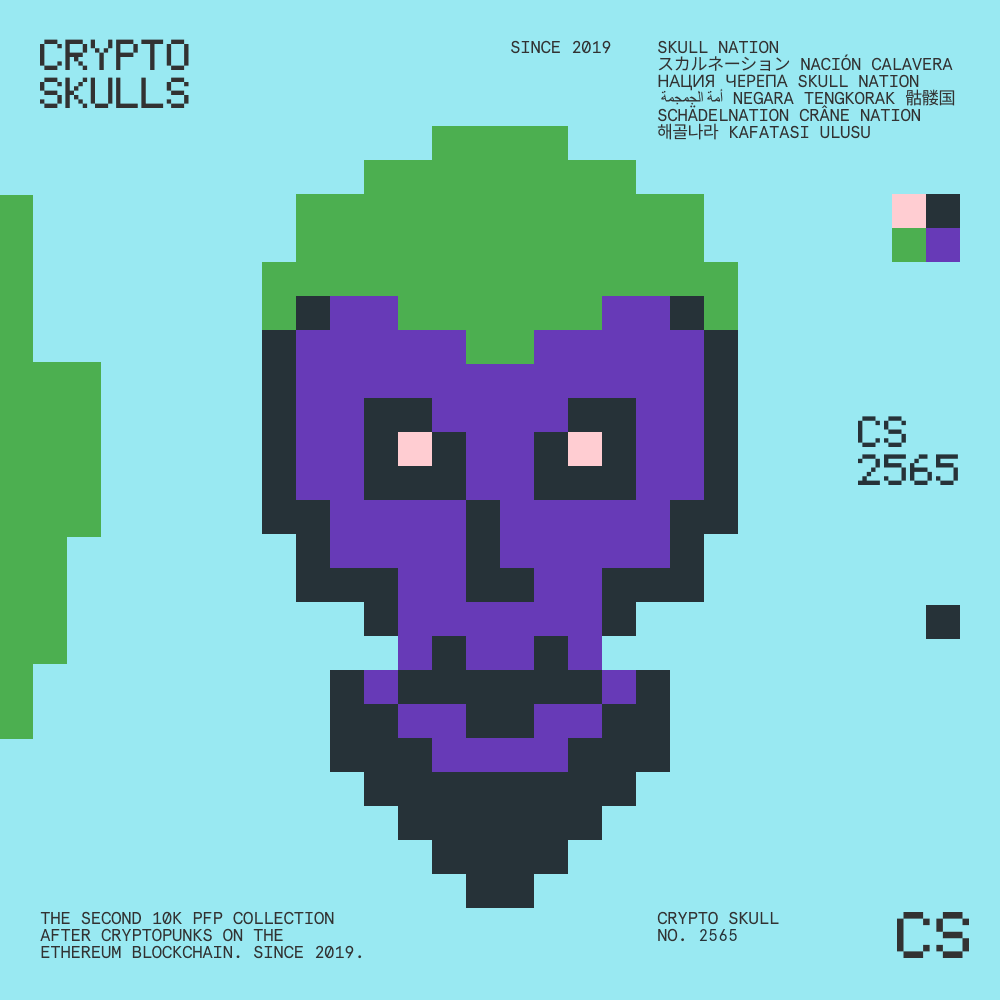 CRYPTO
SKULLS
SINCE 2019
SKULL NATION
スカルネーション NACIÓN CALAVERA
НАЦИЯ ЧЕРЕПА SKULL NATION
أمة الجمجمة NEGARA TENGKORAK 骷髅国
SCHÄDELNATION CRÂNE NATION
해골나라 KAFATASI ULUSU
CS
2565
THE SECOND 10K PFP COLLECTION
AFTER CRYPTOPUNKS ON THE
ETHEREUM BLOCKCHAIN. SINCE 2019.
CRYPTO SKULL
NO. 2565
CS